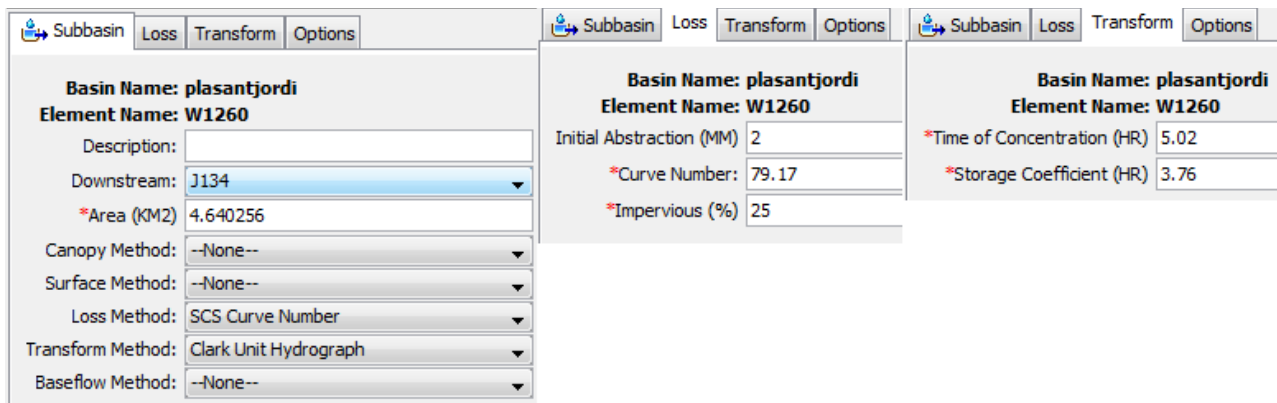 Subbasin Loss Transform Options
Basin Name: plasantjordi
Element Name: W1260
Description:
Downstream: J134
*Area (KM2) 4.640256
Canopy Method: --None--
Surface Method: --None--
Loss Method: SCS Curve Number
Transform Method: Clark Unit Hydrograph
Baseflow Method: --None--
Subbasin Loss Transform Options
Basin Name: plasantjordi
Element Name: W1260
Initial Abstraction (MM) 2
*Curve Number: 79.17
*Impervious (%) 25
Subbasin Loss Transform Options
Basin Name: plasantjordi
Element Name: W1260
*Time of Concentration (HR) 5.02
*Storage Coefficient (HR) 3.76